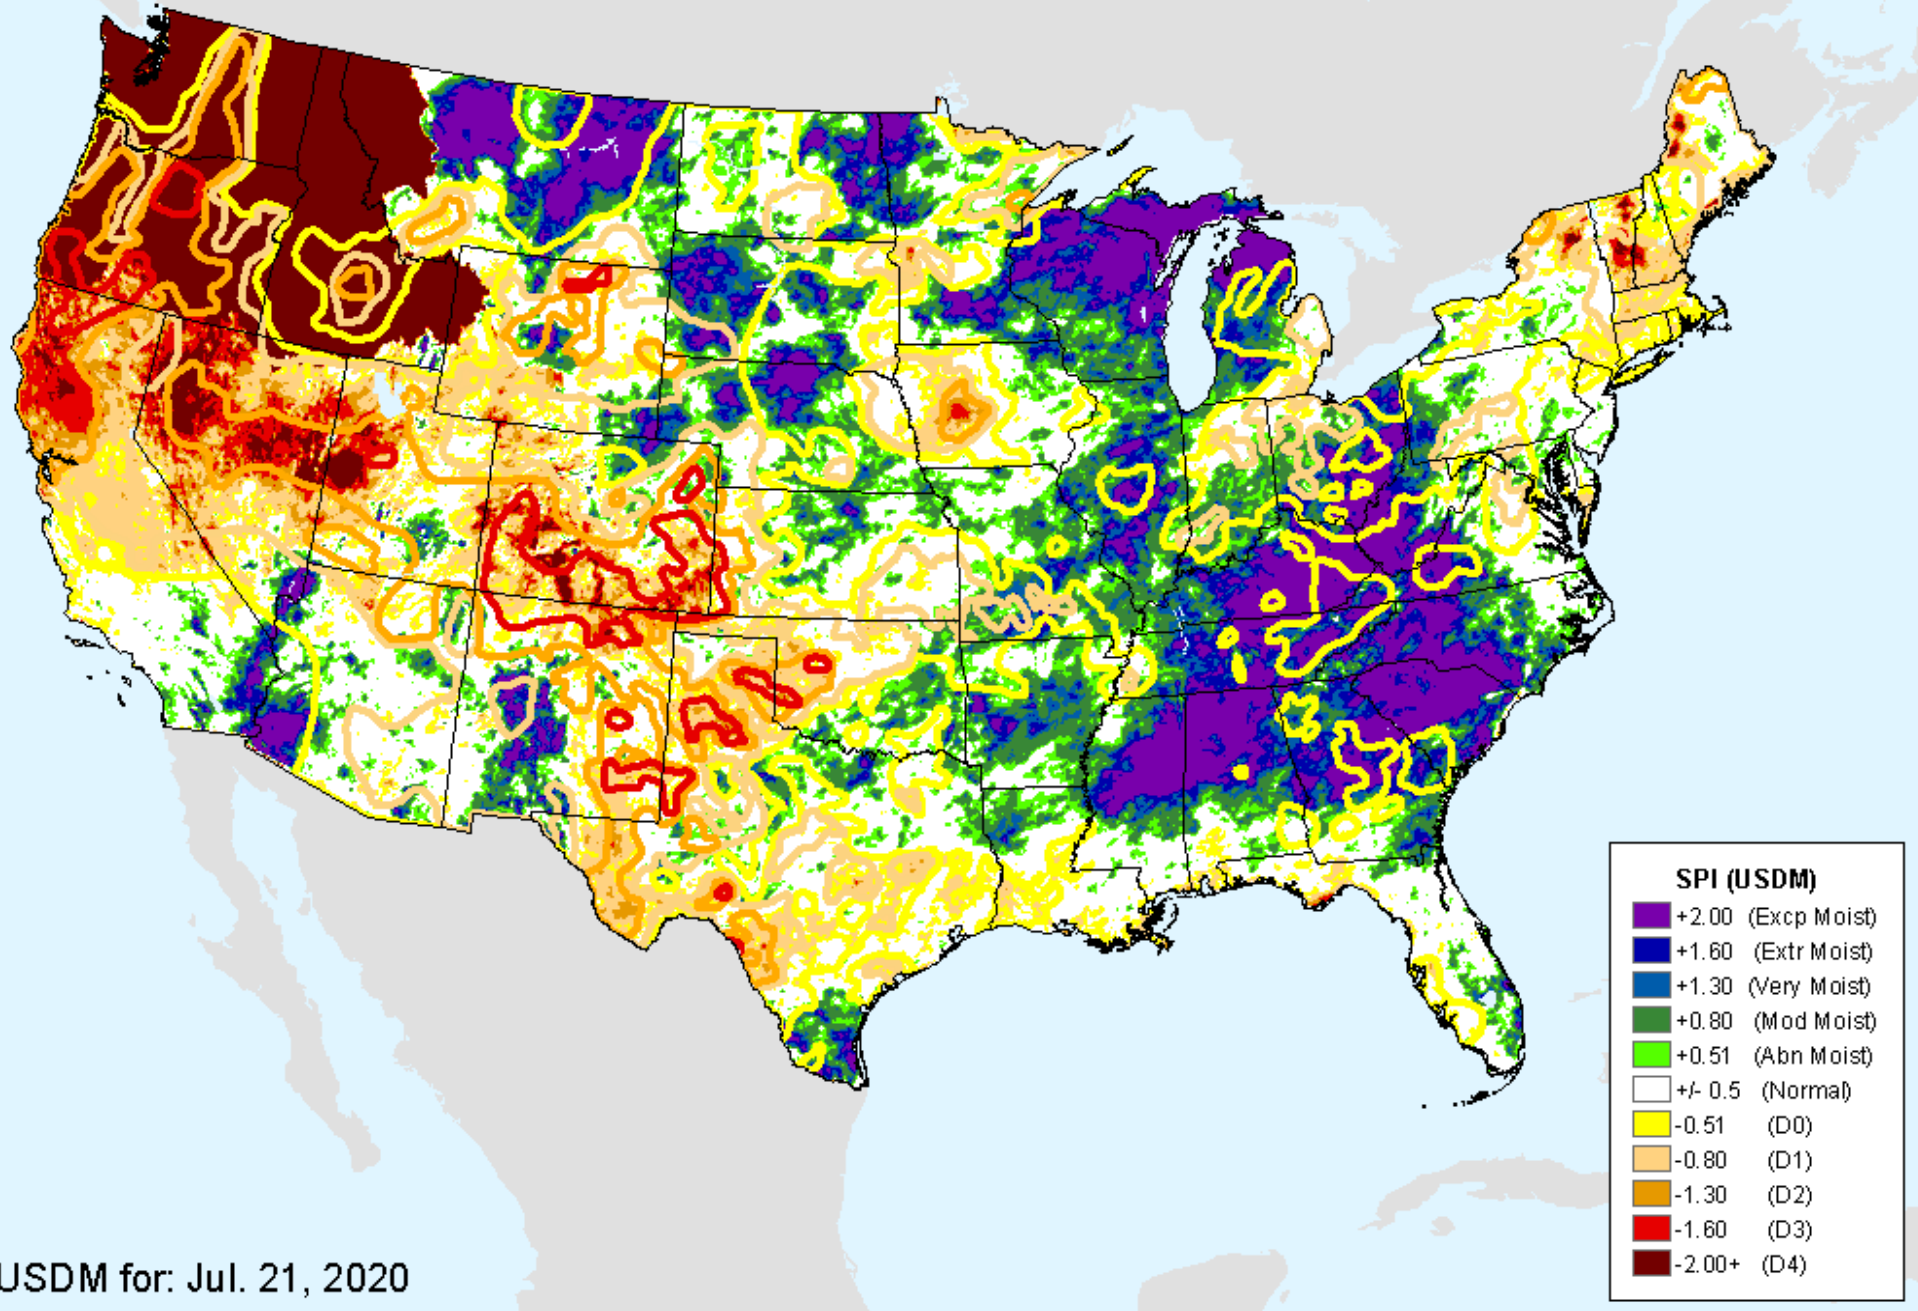 SPI (USDM)
+2.00 (Excp Moist)
+1.60 (Extr Moist)
+1.30 (Very Moist)
+0.80 (Mod Moist)
+0.51 (Abn Moist)
+/- 0.5 (Normal)
-0.51 (D0)
-0.80 (D1)
-1.30 (D2)
-1.60 (D3)
-2.00+ (D4)
USDM for: Jul. 21, 2020